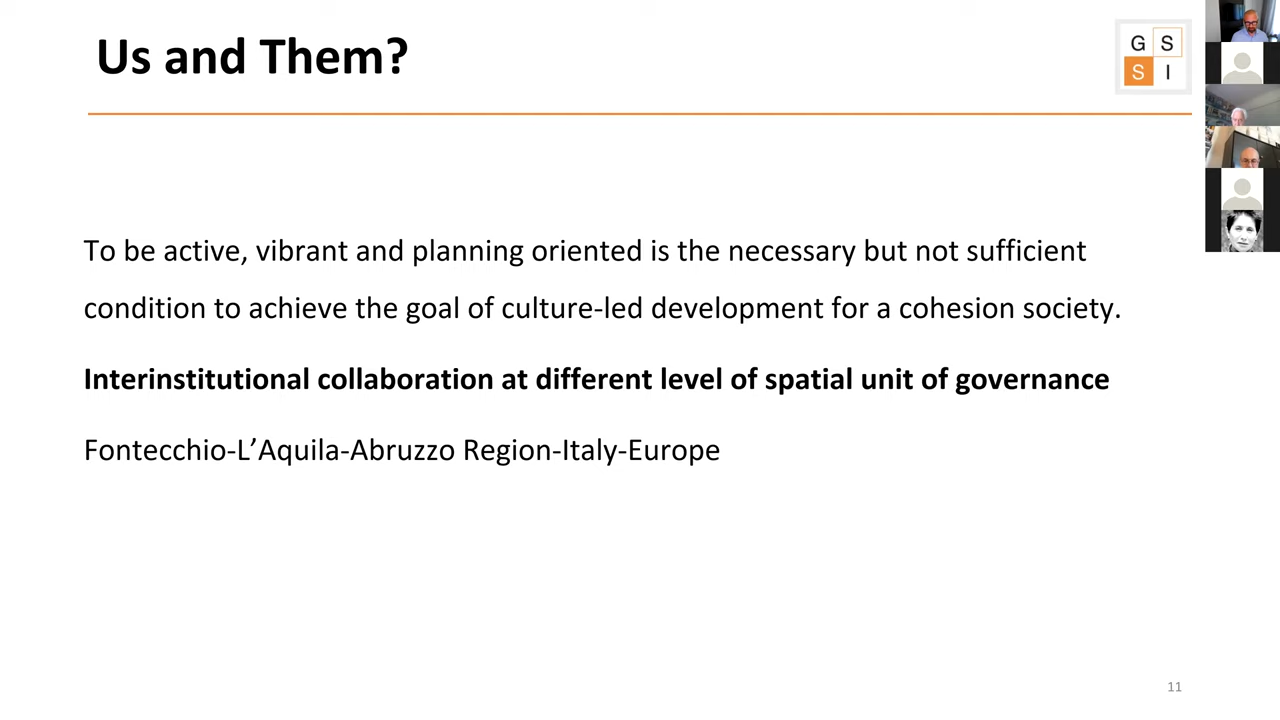 Us and Them?
G S
S I
To be active, vibrant and planning oriented is the necessary but not sufficient
condition to achieve the goal of culture-led development for a cohesion society.
Interinstitutional collaboration at different level of spatial unit of governance
Fontecchio-L’Aquila-Abruzzo Region-Italy-Europe
11